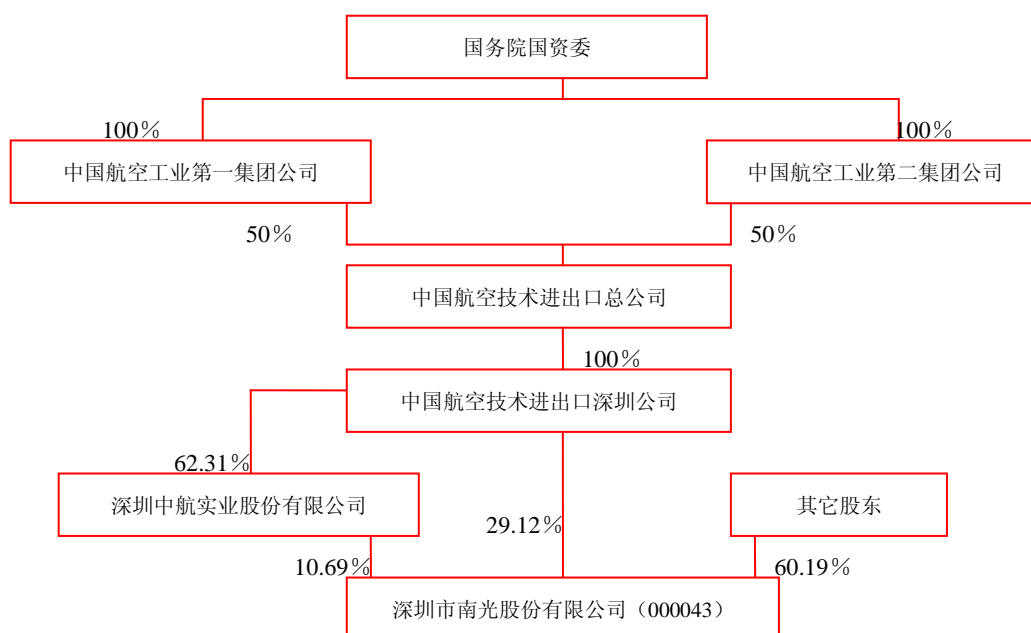 国务院国资委
100%
100%
中国航空工业第一集团公司
中国航空工业第二集团公司
50%
50%
中国航空技术进出口总公司
100%
中国航空技术进出口深圳公司
62.31%
深圳中航实业股份有限公司
其它股东
29.12%
10.69%
60.19%
深圳市南光股份有限公司（000043）